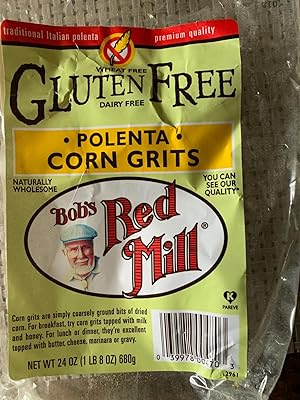 traditional Italian polenta premium quality
WHEAT FREE
GLUTEN FREE
DAIRY FREE
• POLENTA •
CORN GRITS
NATURALLY WHOLESOME
YOU CAN SEE OUR QUALITY®
Bob's
Red
Mill®
K
PAREVE
Corn grits are simply coarsely ground bits of dried
corn. For breakfast, try corn grits topped with milk
and honey. For lunch or dinner, they're excellent
topped with butter, cheese, marinara or gravy.
NET WT 24 OZ (1 LB 8 OZ) 680g